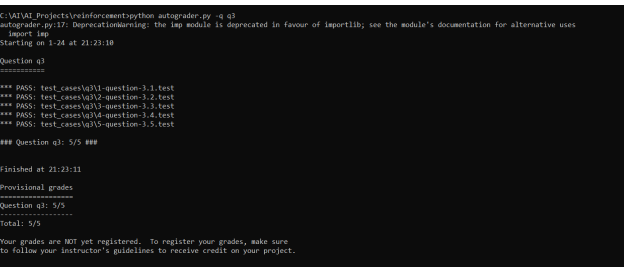 C:\AI\AI_Projects\reinforcement>python autograder.py -q q3
autograder.py:17: DeprecationWarning: the imp module is deprecated in favour of importlib; see the module's documentation for alternative uses
  import imp
Starting on 1-24 at 21:23:10
Question q3
===========
*** PASS: test_cases\q3\1-question-3.1.test
*** PASS: test_cases\q3\2-question-3.2.test
*** PASS: test_cases\q3\3-question-3.3.test
*** PASS: test_cases\q3\4-question-3.4.test
*** PASS: test_cases\q3\5-question-3.5.test
### Question q3: 5/5 ###
Finished at 21:23:11
Provisional grades
==================
Question q3: 5/5
------------------
Total: 5/5
Your grades are NOT yet registered.  To register your grades, make sure
to follow your instructor's guidelines to receive credit on your project.